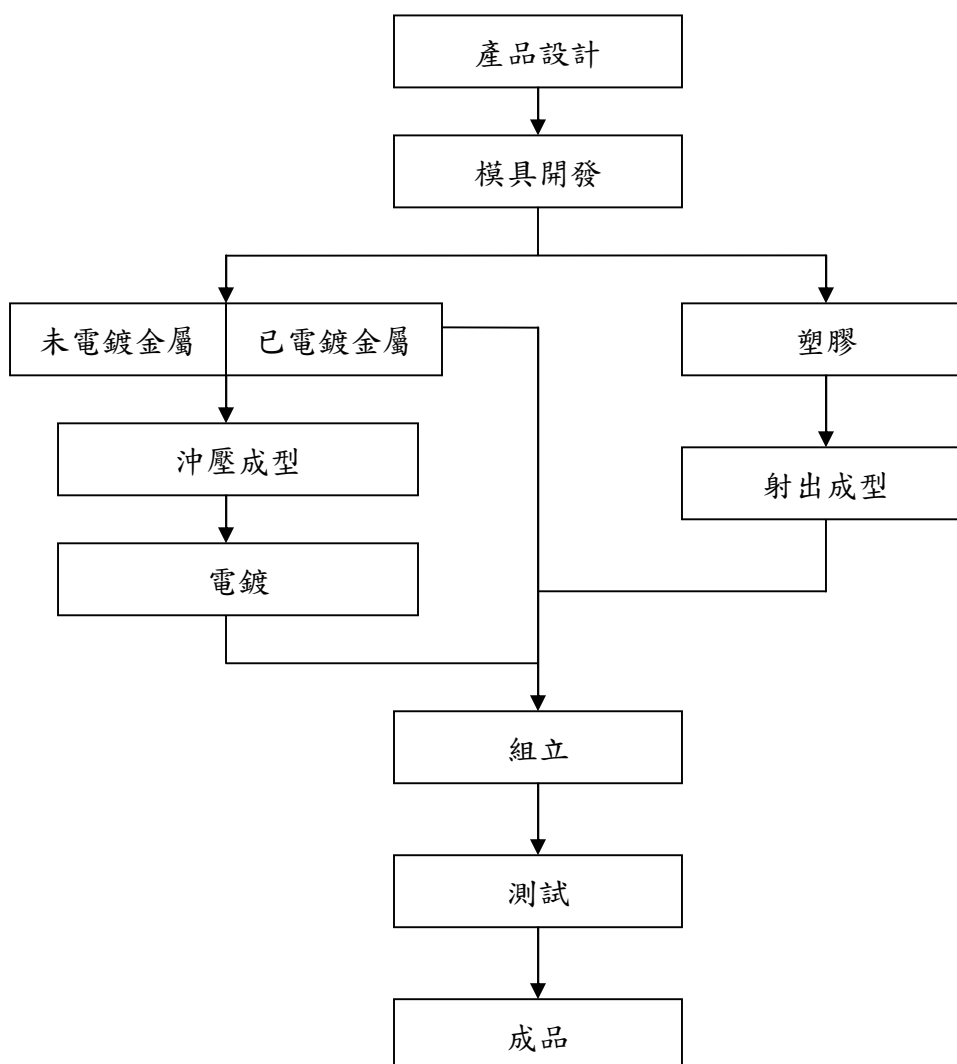 產品設計
模具開發
未電鍍金屬
已電鍍金屬
塑膠
沖壓成型
射出成型
電鍍
組立
測試
成品